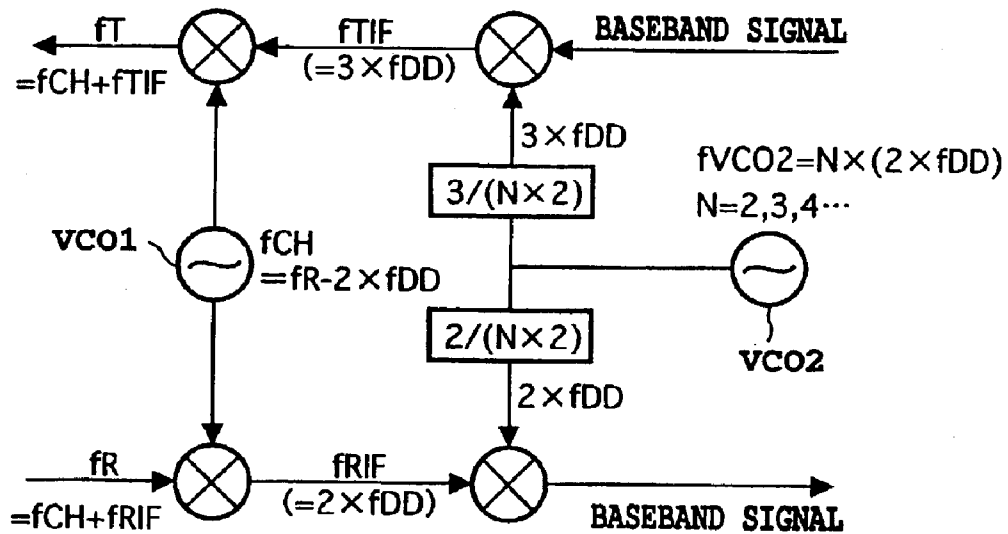 fT
=fCH+fTIF
fTIF
(=3×fDD)
BASEBAND SIGNAL
3×fDD
3/(N×2)
fVCO2=N×(2×fDD)
N=2,3,4…
VCO1
fCH
=fR-2×fDD
2/(N×2)
VCO2
2×fDD
fR
=fCH+fRIF
fRIF
(=2×fDD)
BASEBAND SIGNAL